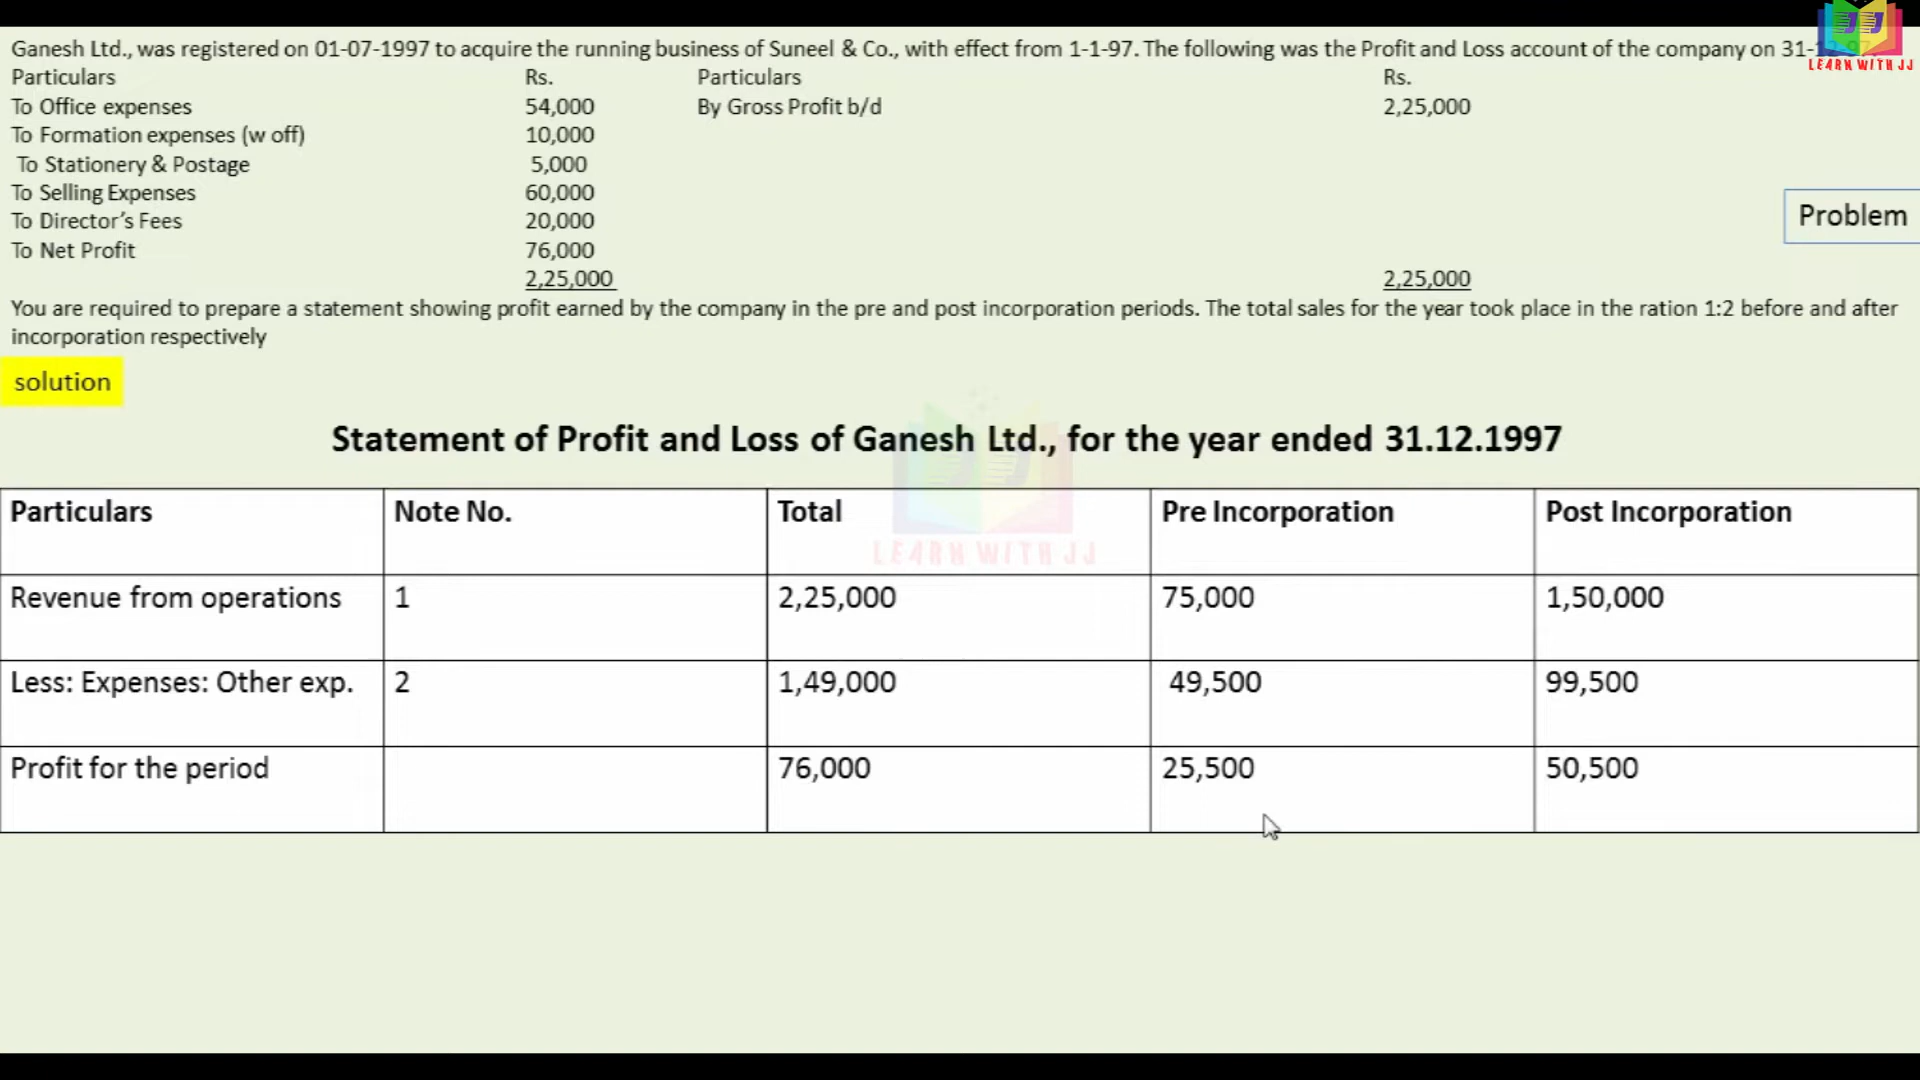 Ganesh Ltd., was registered on 01-07-1997 to acquire the running business of Suneel & Co., with effect from 1-1-97. The following was the Profit and Loss account of the company on 31-
LEARN WITH JJ
Particulars Rs. Particulars Rs.
To Office expenses 54,000 By Gross Profit b/d 2,25,000
To Formation expenses (w off) 10,000
To Stationery & Postage 5,000
To Selling Expenses 60,000
To Director's Fees 20,000
Problem
To Net Profit 76,000
2,25,000 2,25,000
You are required to prepare a statement showing profit earned by the company in the pre and post incorporation periods. The total sales for the year took place in the ration 1:2 before and after
incorporation respectively
solution
Statement of Profit and Loss of Ganesh Ltd., for the year ended 31.12.1997
Particulars Note No. Total Pre Incorporation Post Incorporation
LEARN WITH JJ
Revenue from operations 1 2,25,000 75,000 1,50,000
Less: Expenses: Other exp. 2 1,49,000 49,500 99,500
Profit for the period 76,000 25,500 50,500